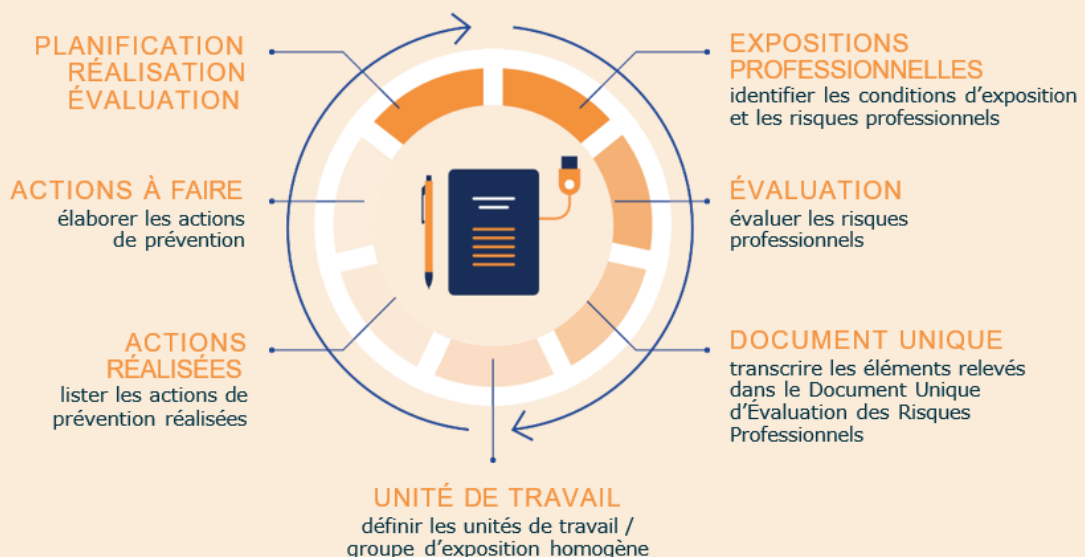 PLANIFICATION
RÉALISATION
ÉVALUATION
EXPOSITIONS
PROFESSIONNELLES
identifier les conditions d'exposition
et les risques professionnels
ACTIONS À FAIRE
élaborer les actions
de prévention
ÉVALUATION
évaluer les risques
professionnels
ACTIONS
RÉALISÉES
lister les actions de
prévention réalisées
DOCUMENT UNIQUE
transcrire les éléments relevés
dans le Document Unique
d'Évaluation des Risques
Professionnels
UNITÉ DE TRAVAIL
définir les unités de travail /
groupe d'exposition homogène